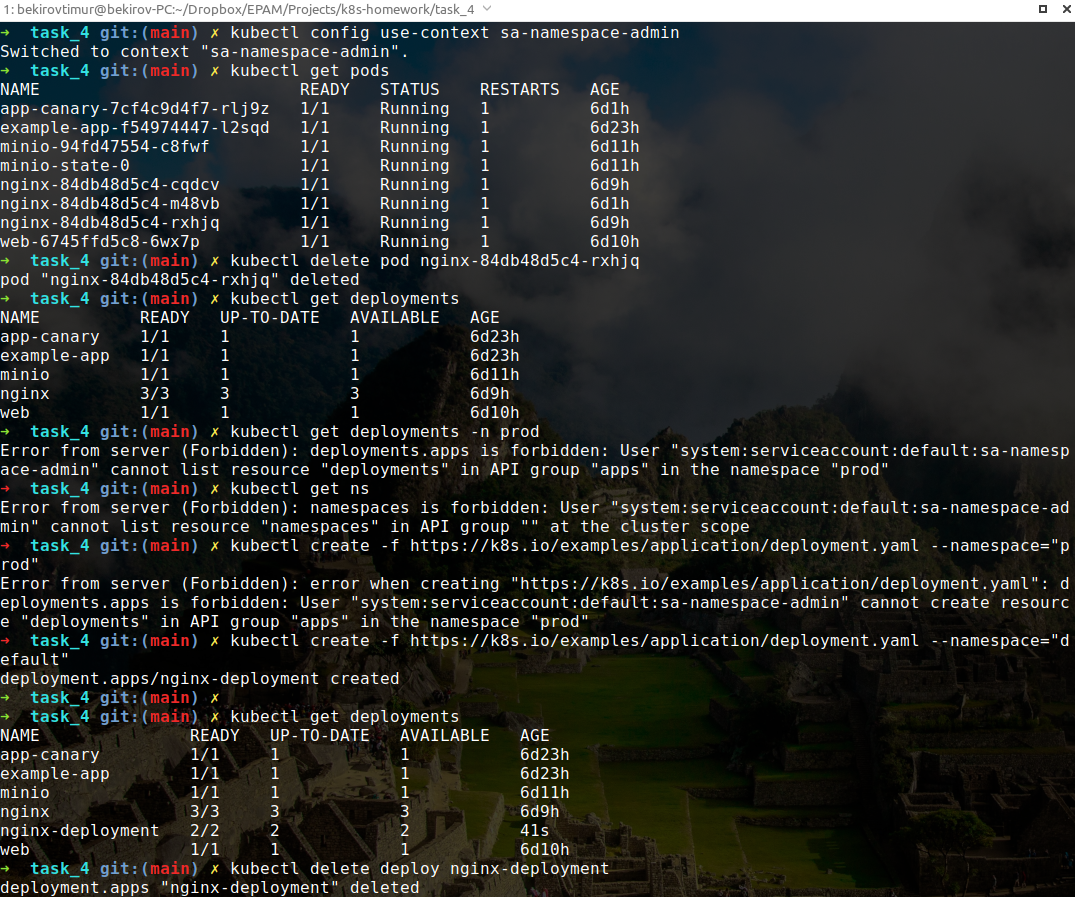 1: bekirovtimur@bekirov-PC:~/Dropbox/EPAM/Projects/k8s-homework/task_4
➜  task_4 git:(main) ✗ kubectl config use-context sa-namespace-admin
Switched to context "sa-namespace-admin".
➜  task_4 git:(main) ✗ kubectl get pods
NAME                          READY   STATUS    RESTARTS   AGE
app-canary-7cf4c9d4f7-rlj9z   1/1     Running   1          6d1h
example-app-f54974447-l2sqd   1/1     Running   1          6d23h
minio-94fd47554-c8fwf         1/1     Running   1          6d11h
minio-state-0                 1/1     Running   1          6d11h
nginx-84db48d5c4-cqdcv        1/1     Running   1          6d9h
nginx-84db48d5c4-m48vb        1/1     Running   1          6d1h
nginx-84db48d5c4-rxhjq        1/1     Running   1          6d9h
web-6745ffd5c8-6wx7p          1/1     Running   1          6d10h
➜  task_4 git:(main) ✗ kubectl delete pod nginx-84db48d5c4-rxhjq
pod "nginx-84db48d5c4-rxhjq" deleted
➜  task_4 git:(main) ✗ kubectl get deployments
NAME          READY   UP-TO-DATE   AVAILABLE   AGE
app-canary    1/1     1            1           6d23h
example-app   1/1     1            1           6d23h
minio         1/1     1            1           6d11h
nginx         3/3     3            3           6d9h
web           1/1     1            1           6d10h
➜  task_4 git:(main) ✗ kubectl get deployments -n prod
Error from server (Forbidden): deployments.apps is forbidden: User "system:serviceaccount:default:sa-namesp
ace-admin" cannot list resource "deployments" in API group "apps" in the namespace "prod"
➜  task_4 git:(main) ✗ kubectl get ns
Error from server (Forbidden): namespaces is forbidden: User "system:serviceaccount:default:sa-namespace-ad
min" cannot list resource "namespaces" in API group "" at the cluster scope
➜  task_4 git:(main) ✗ kubectl create -f https://k8s.io/examples/application/deployment.yaml --namespace="p
rod"
Error from server (Forbidden): error when creating "https://k8s.io/examples/application/deployment.yaml": d
eployments.apps is forbidden: User "system:serviceaccount:default:sa-namespace-admin" cannot create resourc
e "deployments" in API group "apps" in the namespace "prod"
➜  task_4 git:(main) ✗ kubectl create -f https://k8s.io/examples/application/deployment.yaml --namespace="d
efault"
deployment.apps/nginx-deployment created
➜  task_4 git:(main) ✗
➜  task_4 git:(main) ✗ kubectl get deployments
NAME               READY   UP-TO-DATE   AVAILABLE   AGE
app-canary         1/1     1            1           6d23h
example-app        1/1     1            1           6d23h
minio              1/1     1            1           6d11h
nginx              3/3     3            3           6d9h
nginx-deployment   2/2     2            2           41s
web                1/1     1            1           6d10h
➜  task_4 git:(main) ✗ kubectl delete deploy nginx-deployment
deployment.apps "nginx-deployment" deleted